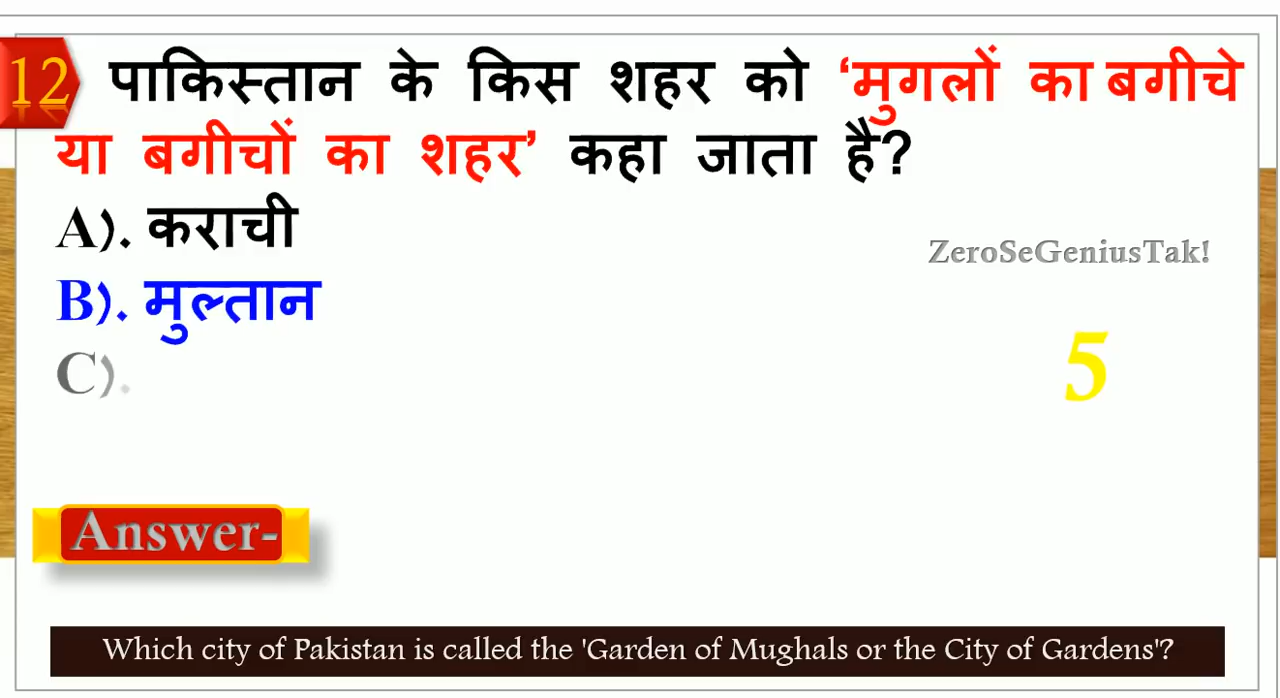 12 पाकिस्तान के किस शहर को ‘मुगलों का बगीचे
या बगीचों का शहर’ कहा जाता है?
A). कराची
ZeroSeGeniusTak!
B). मुल्तान
5
C).
Answer-
Which city of Pakistan is called the 'Garden of Mughals or the City of Gardens'?